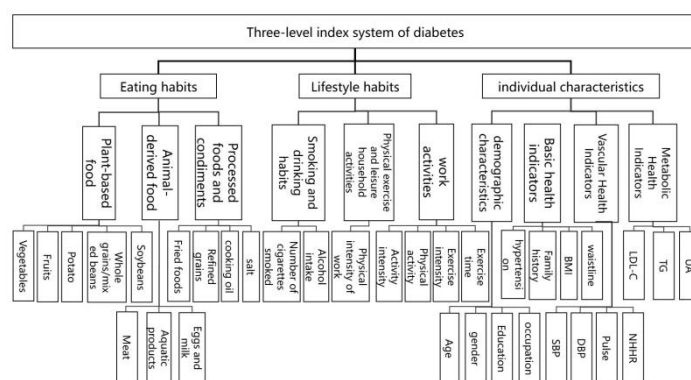 Three-level index system of diabetes
Eating habits
Lifestyle habits
individual characteristics
Plant-based
food
Animal-
derived food
Processed
foods and
condiments
Smoking and
drinking
habits
Physical exercise
and leisure
household
activities
work
activities
demographic
characteristics
Basic health
indicators
Vascular Health
Indicators
Metabolic
Health
Indicators
Vegetables
Fruits
Potato
Whole
grains/mix
ed beans
Soybeans
Fried foods
Refined
grains
cooking oil
salt
Number of
cigarettes
smoked
Alcohol
intake
Physical
intensity of
work
Activity
intensity
Physical
activity
Exercise
intensity
Exercise
time
hypertensi
on
Family
history
BMI
waistline
LDL-C
TG
UA
Meat
Aquatic
products
Eggs and
milk
Age
gender
Education
occupation
SBP
DBP
Pulse
NHHR